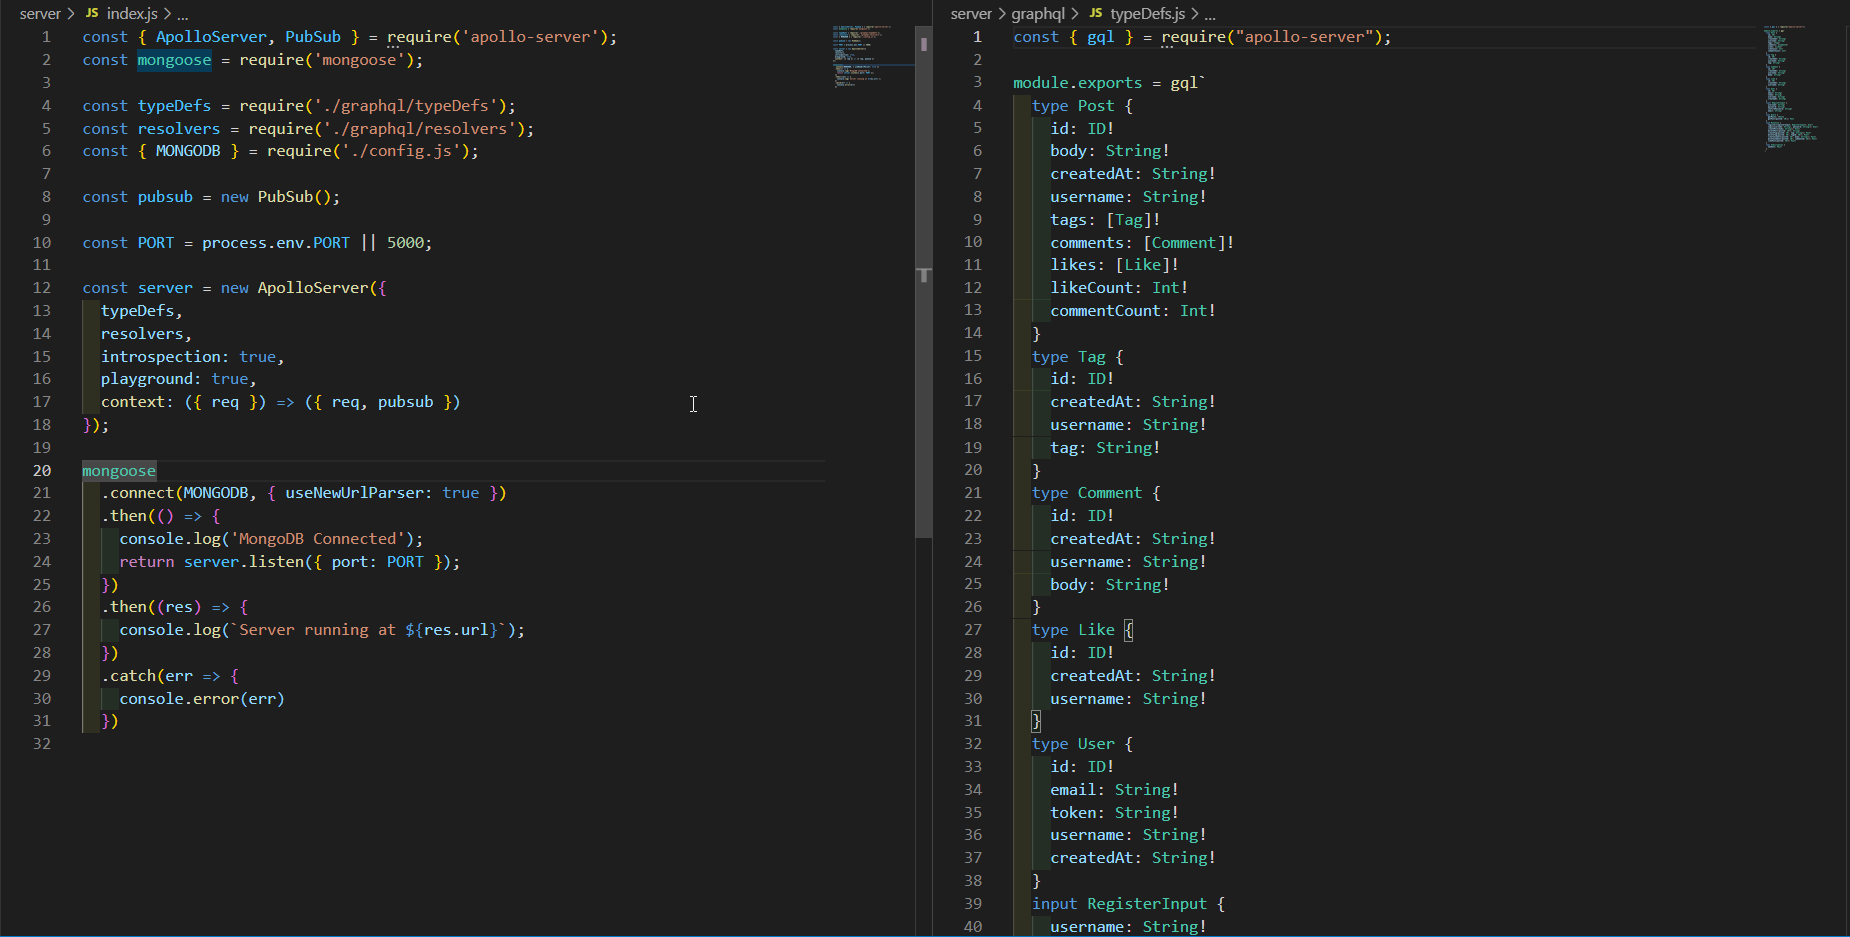 server > JS index.js > ...
1 const { ApolloServer, PubSub } = require('apollo-server');
2 const mongoose = require('mongoose');
3
4 const typeDefs = require('./graphql/typeDefs');
5 const resolvers = require('./graphql/resolvers');
6 const { MONGODB } = require('./config.js');
7
8 const pubsub = new PubSub();
9
10 const PORT = process.env.PORT || 5000;
11
12 const server = new ApolloServer({
13   typeDefs,
14   resolvers,
15   introspection: true,
16   playground: true,
17   context: ({ req }) => ({ req, pubsub })
18 });
19
20 mongoose
21   .connect(MONGODB, { useNewUrlParser: true })
22   .then(() => {
23     console.log('MongoDB Connected');
24     return server.listen({ port: PORT });
25   })
26   .then((res) => {
27     console.log(`Server running at ${res.url}`);
28   })
29   .catch(err => {
30     console.error(err)
31   })
32
server > graphql > JS typeDefs.js > ...
1 const { gql } = require("apollo-server");
2
3 module.exports = gql`
4   type Post {
5     id: ID!
6     body: String!
7     createdAt: String!
8     username: String!
9     tags: [Tag]!
10     comments: [Comment]!
11     likes: [Like]!
12     likeCount: Int!
13     commentCount: Int!
14   }
15   type Tag {
16     id: ID!
17     createdAt: String!
18     username: String!
19     tag: String!
20   }
21   type Comment {
22     id: ID!
23     createdAt: String!
24     username: String!
25     body: String!
26   }
27   type Like {
28     id: ID!
29     createdAt: String!
30     username: String!
31   }
32   type User {
33     id: ID!
34     email: String!
35     token: String!
36     username: String!
37     createdAt: String!
38   }
39   input RegisterInput {
40     username: String!